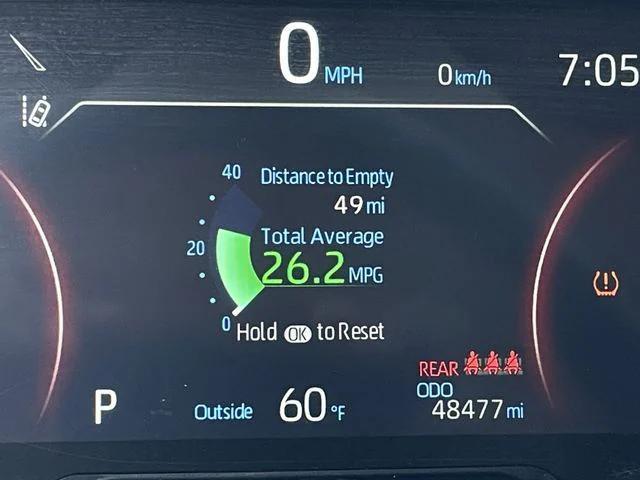 0 MPH
0 km/h
7:05
40
Distance to Empty
49 mi
20
Total Average
26.2 MPG
0
Hold OK to Reset
REAR
ODO
48477 mi
P
Outside 60 °F